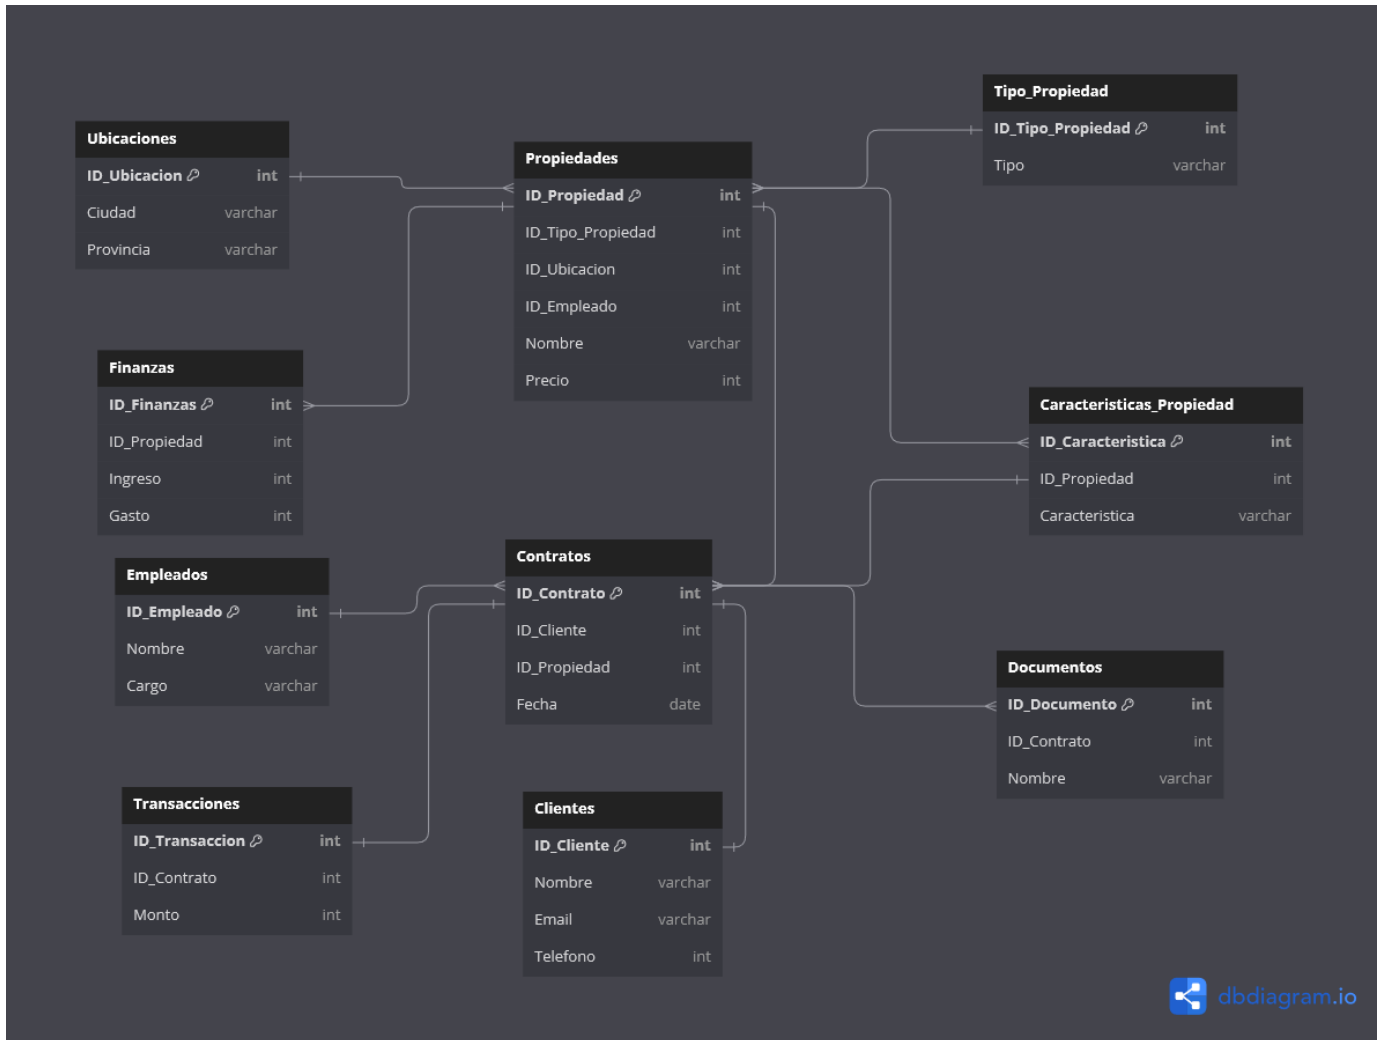 Ubicaciones
ID_Ubicacion int
Ciudad varchar
Provincia varchar
Propiedades
ID_Propiedad int
ID_Tipo_Propiedad int
ID_Ubicacion int
ID_Empleado int
Nombre varchar
Precio int
Tipo_Propiedad
ID_Tipo_Propiedad int
Tipo varchar
Finanzas
ID_Finanzas int
ID_Propiedad int
Ingreso int
Gasto int
Caracteristicas_Propiedad
ID_Caracteristica int
ID_Propiedad int
Caracteristica varchar
Empleados
ID_Empleado int
Nombre varchar
Cargo varchar
Contratos
ID_Contrato int
ID_Cliente int
ID_Propiedad int
Fecha date
Documentos
ID_Documento int
ID_Contrato int
Nombre varchar
Transacciones
ID_Transaccion int
ID_Contrato int
Monto int
Clientes
ID_Cliente int
Nombre varchar
Email varchar
Telefono int
dbdiagram.io